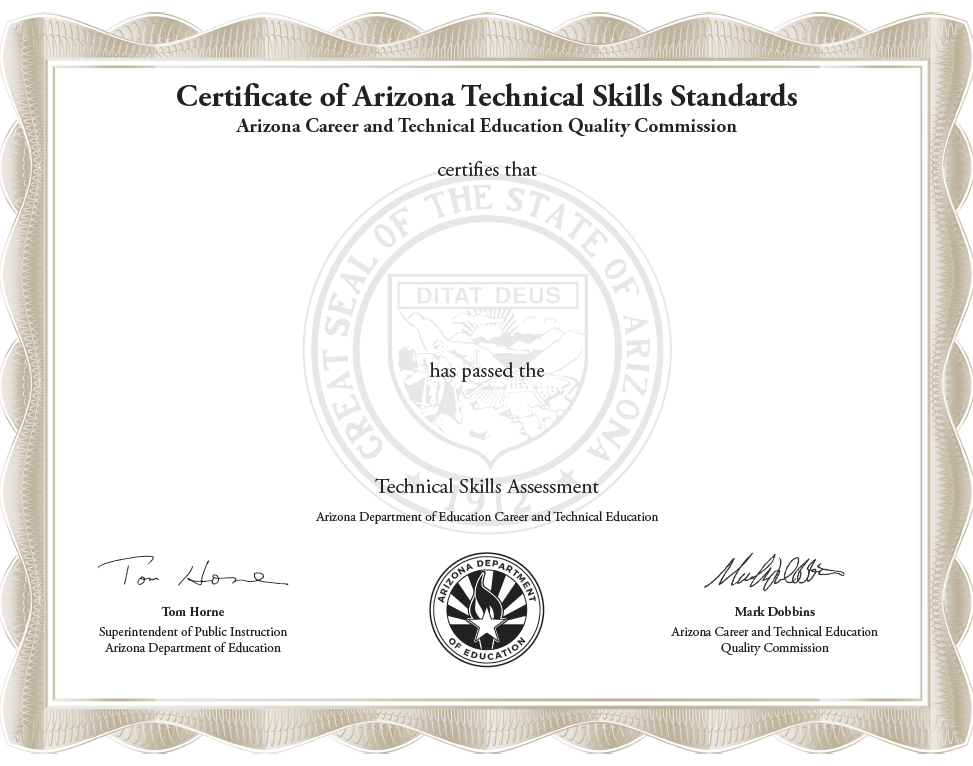 Certificate of Arizona Technical Skills Standards
Arizona Career and Technical Education Quality Commission
certifies that
GREAT SEAL OF THE STATE OF ARIZONA
DITAT DEUS
has passed the
1912
Technical Skills Assessment
Arizona Department of Education Career and Technical Education
Tom Horne
Tom Horne
Superintendent of Public Instruction
Arizona Department of Education
ARIZONA DEPARTMENT
OF EDUCATION
Mark Dobbins
Mark Dobbins
Arizona Career and Technical Education
Quality Commission